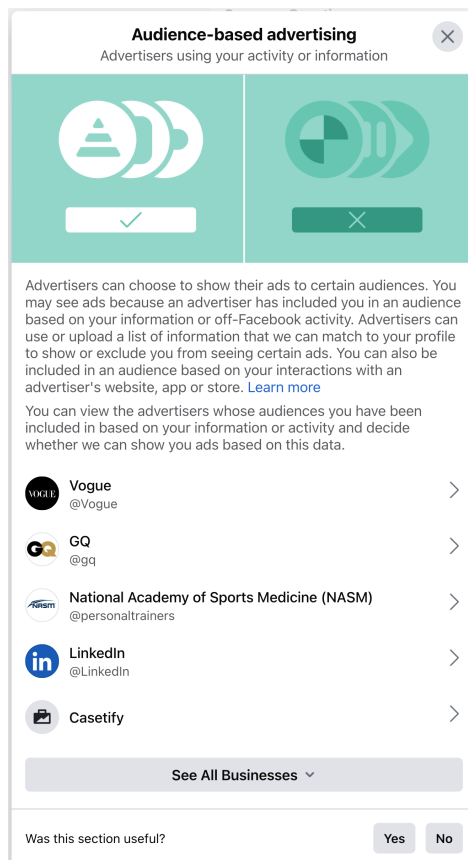 Audience-based advertising
Advertisers using your activity or information
Advertisers can choose to show their ads to certain audiences. You
may see ads because an advertiser has included you in an audience
based on your information or off-Facebook activity. Advertisers can
use or upload a list of information that we can match to your profile
to show or exclude you from seeing certain ads. You can also be
included in an audience based on your interactions with an
advertiser's website, app or store. Learn more
You can view the advertisers whose audiences you have been
included in based on your information or activity and decide
whether we can show you ads based on this data.
VOGUE
Vogue
@Vogue
GQ
GQ
@gq
NASM
National Academy of Sports Medicine (NASM)
@personaltrainers
in
LinkedIn
@LinkedIn
Casetify
See All Businesses
Was this section useful? Yes No